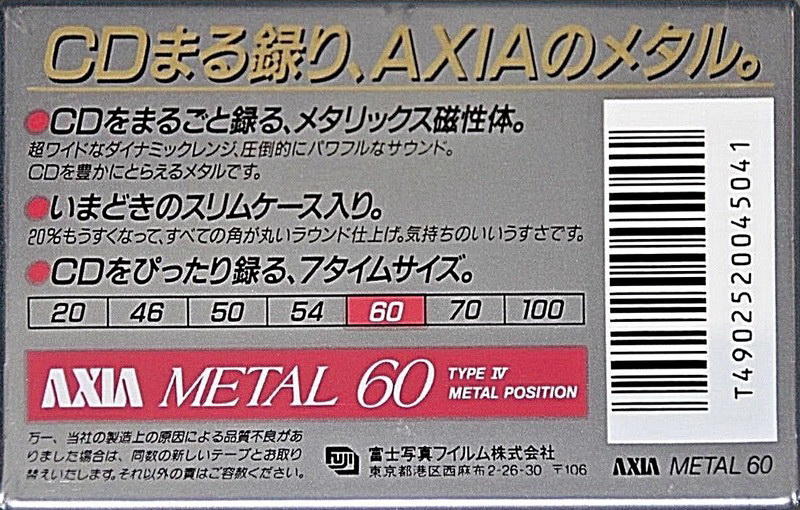 CDまる録り、AXIAのメタル。
●CDをまるごと録る、メタリックス磁性体。
超ワイドなダイナミックレンジ、圧倒的にパワフルなサウンド。
CDを豊かにとらえるメタルです。
●いまどきのスリムケース入り。
20%もうすくなって、すべての角が丸いラウンド仕上げ。気持ちのいいうすさです。
●CDをぴったり録る、7タイムサイズ。
20 46 50 54 60 70 100
AXIA METAL 60 TYPE IV
METAL POSITION
万一、当社の製造上の原因による品質不良があ
りました場合は、同数の新しいテープとお取り
替えいたします。それ以外の責はご容赦ください。
FUJI 富士写真フイルム株式会社
東京都港区西麻布2-26-30 〒106
T4902520045041
AXIA METAL 60